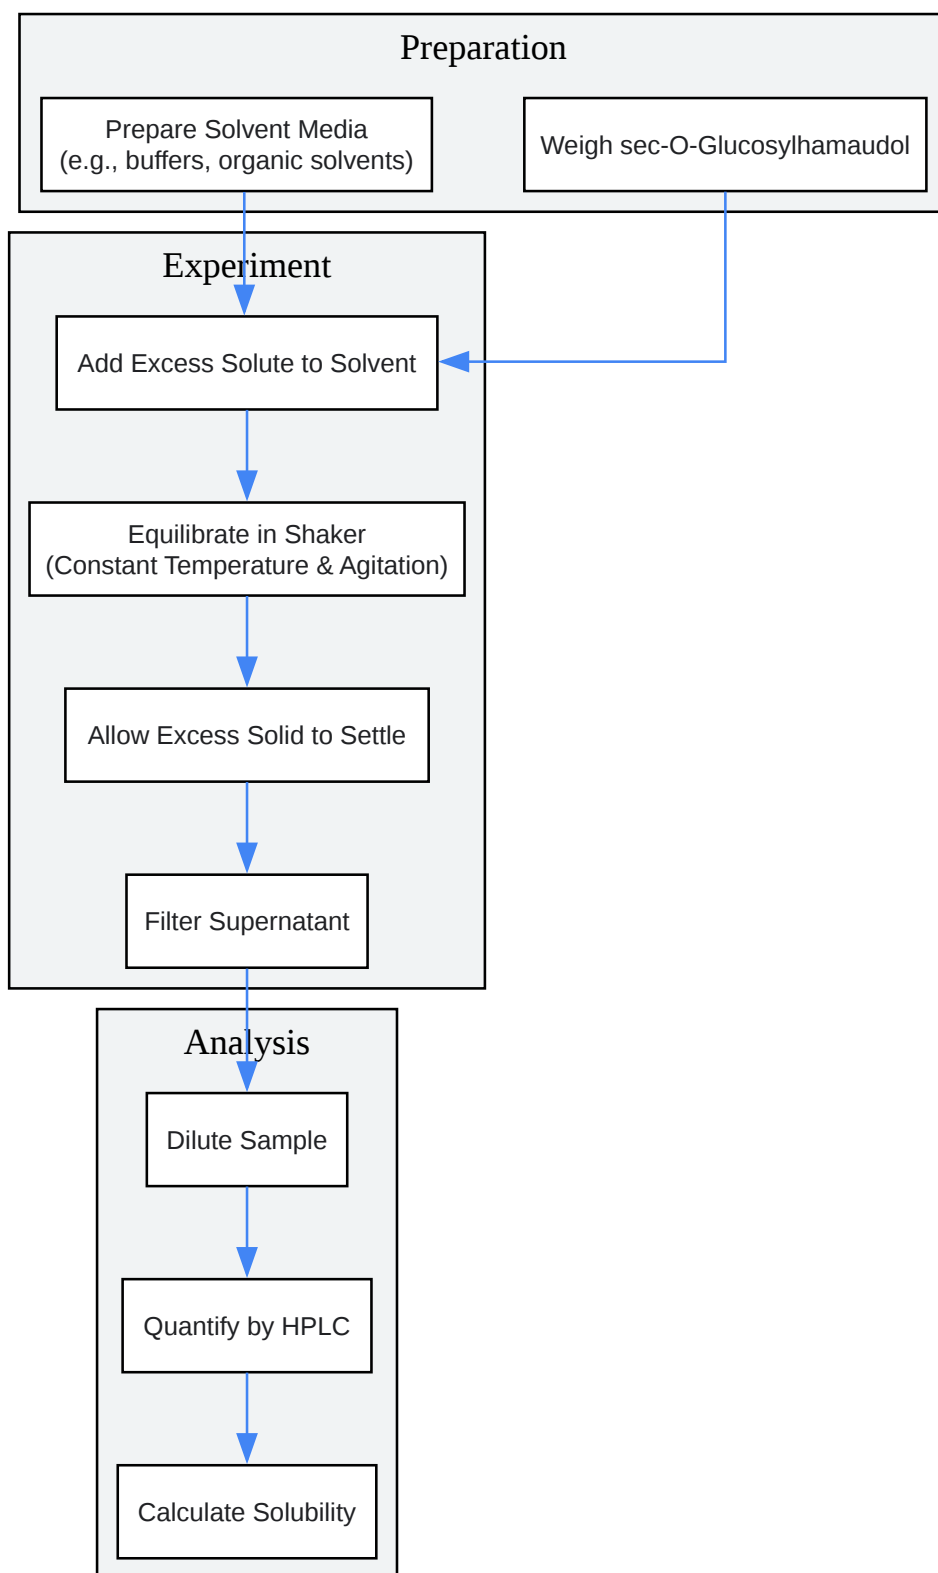 Preparation
Prepare Solvent Media
(e.g., buffers, organic solvents)
Weigh sec-O-Glucosylhamaudol
Experiment
Add Excess Solute to Solvent
Equilibrate in Shaker
(Constant Temperature & Agitation)
Allow Excess Solid to Settle
Filter Supernatant
Analysis
Dilute Sample
Quantify by HPLC
Calculate Solubility